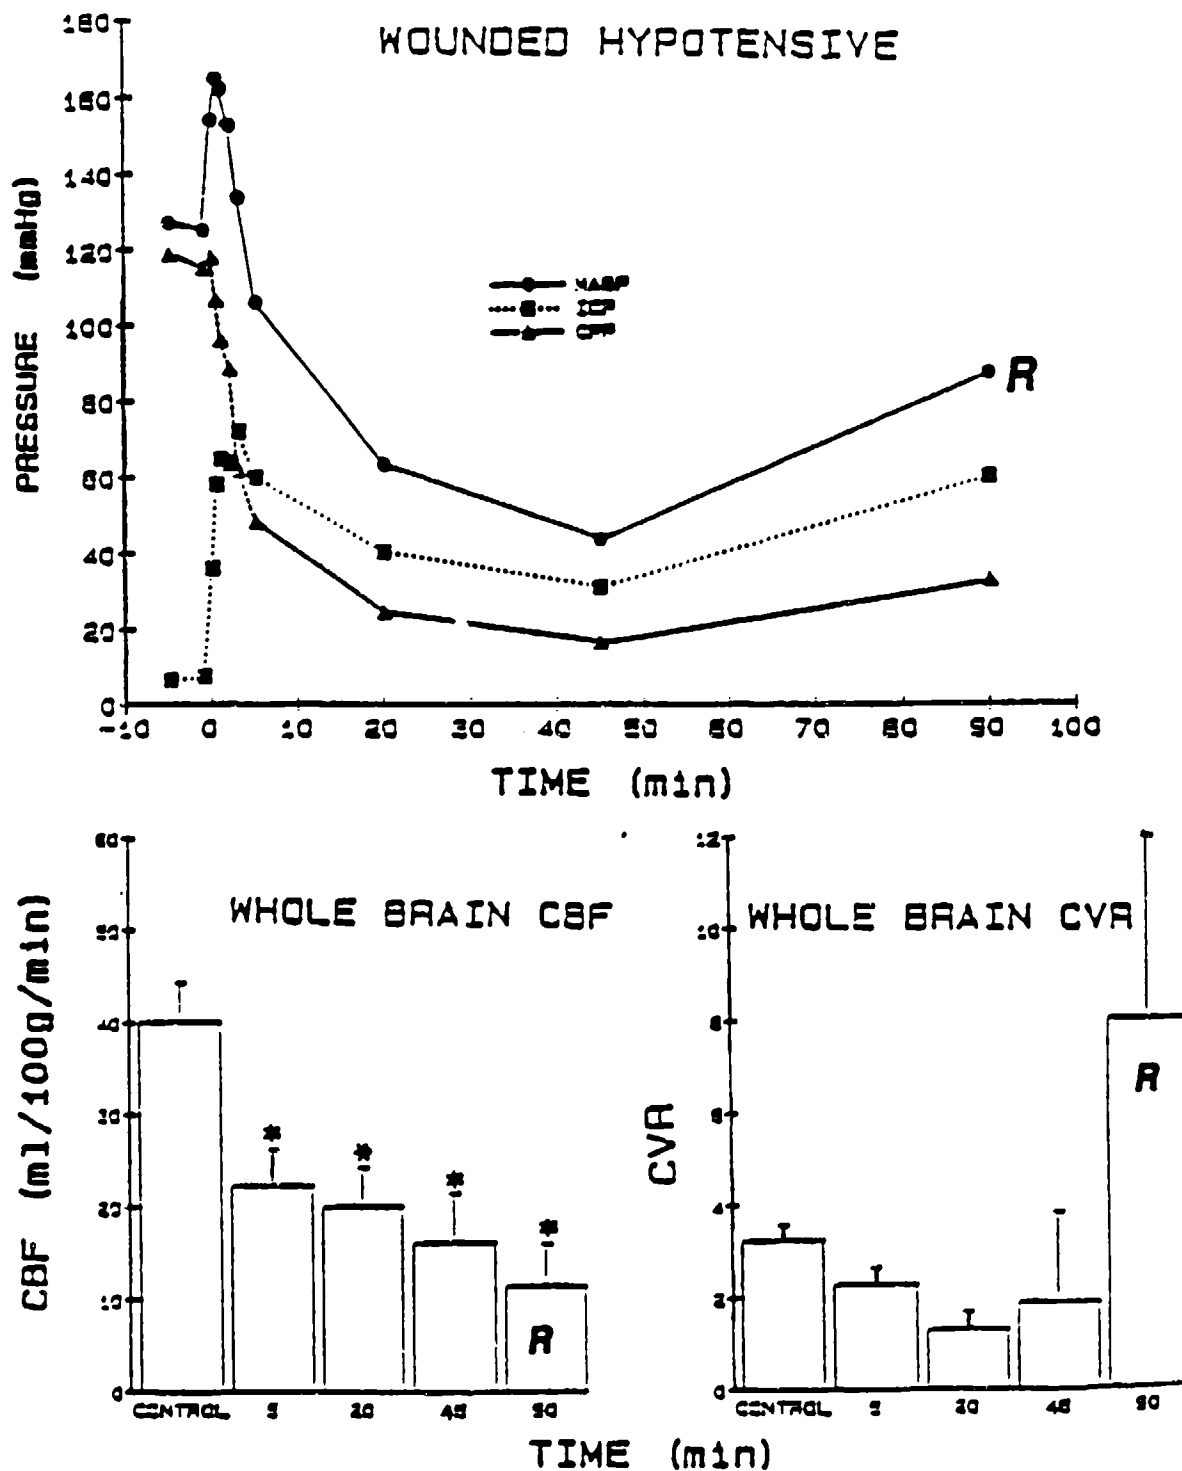 WOUNDED HYPOTENSIVE
180
160
140
120
100
80
60
40
20
0
PRESSURE (mmHg)
MABP
ICP
CPP
R
-10 0 10 20 30 40 50 60 70 80 90 100
TIME (min)
WHOLE BRAIN CBF
60
50
40
30
20
10
0
CBF (ml/100g/min)
* * * *
R
CONTROL 5 20 45 90
WHOLE BRAIN CVR
12
10
8
6
4
2
0
CVR
R
CONTROL 5 20 45 90
TIME (min)